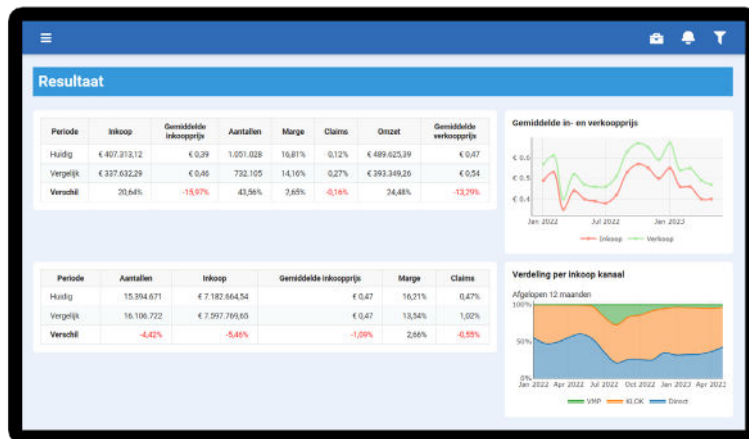 Resultaat
Periode Inkoop Gemiddelde inkoopprijs Aantallen Marge Claims Omzet Gemiddelde verkoopprijs
Huidig € 407.313,12 € 0,39 1.051.028 16,81% 0,12% € 489.625,39 € 0,47
Vergelijk € 337.632,29 € 0,46 732.105 14,16% 0,27% € 393.349,26 € 0,54
Verschil 20,64% -15,97% 43,56% 2,65% -0,16% 24,48% -13,29%
Gemiddelde in- en verkoopprijs
€ 0.6
€ 0.5
€ 0.4
Jan 2022 Jul 2022 Jan 2023
Inkoop Verkoop
Periode Aantallen Inkoop Gemiddelde inkoopprijs Marge Claims
Huidig 15.394.671 € 7.182.664,54 € 0,47 16,21% 0,47%
Vergelijk 16.106.722 € 7.597.769,65 € 0,47 13,54% 1,02%
Verschil -4,42% -5,46% -1,09% 2,66% -0,55%
Verdeling per inkoop kanaal
Afgelopen 12 maanden
100%
50%
0%
Jan 2022 Apr 2022 Jul 2022 Oct 2022 Jan 2023 Apr 2023
VMP KLOK Direct